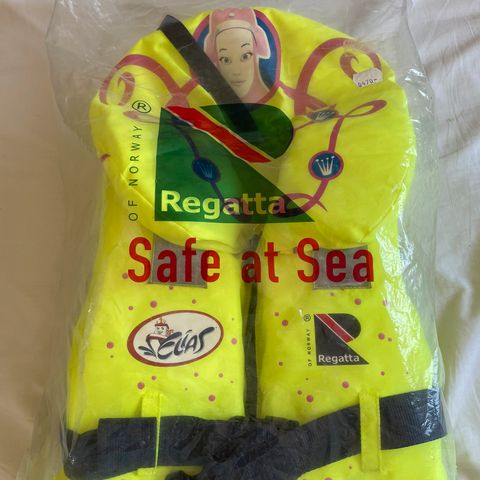 OF NORWAY ®
Regatta
Safe at Sea
ELIAS
OF NORWAY ®
Regatta